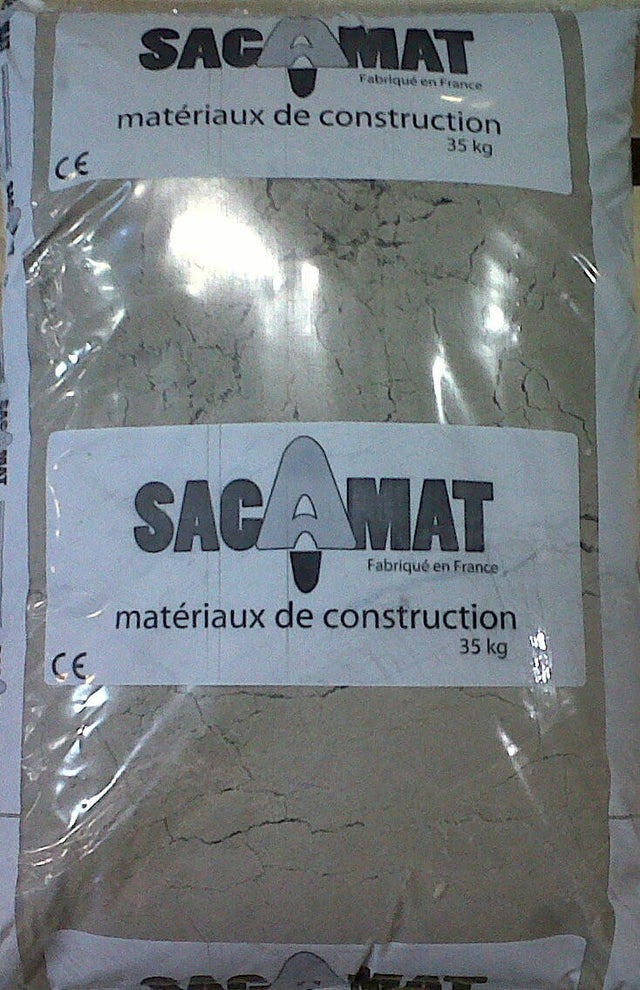 SACAMAT
Fabriqué en France
matériaux de construction
35 kg
CE
SACAMAT
Fabriqué en France
matériaux de construction
35 kg
CE
SACAMAT